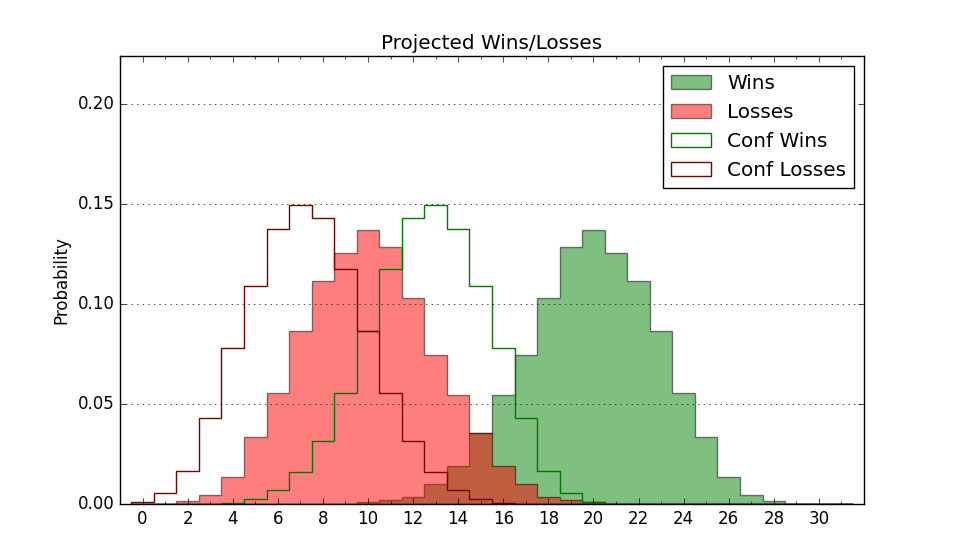 Projected Wins/Losses
Wins
Losses
Conf Wins
Conf Losses
Probability
0.20
0.15
0.10
0.05
0.00
0 2 4 6 8 10 12 14 16 18 20 22 24 26 28 30